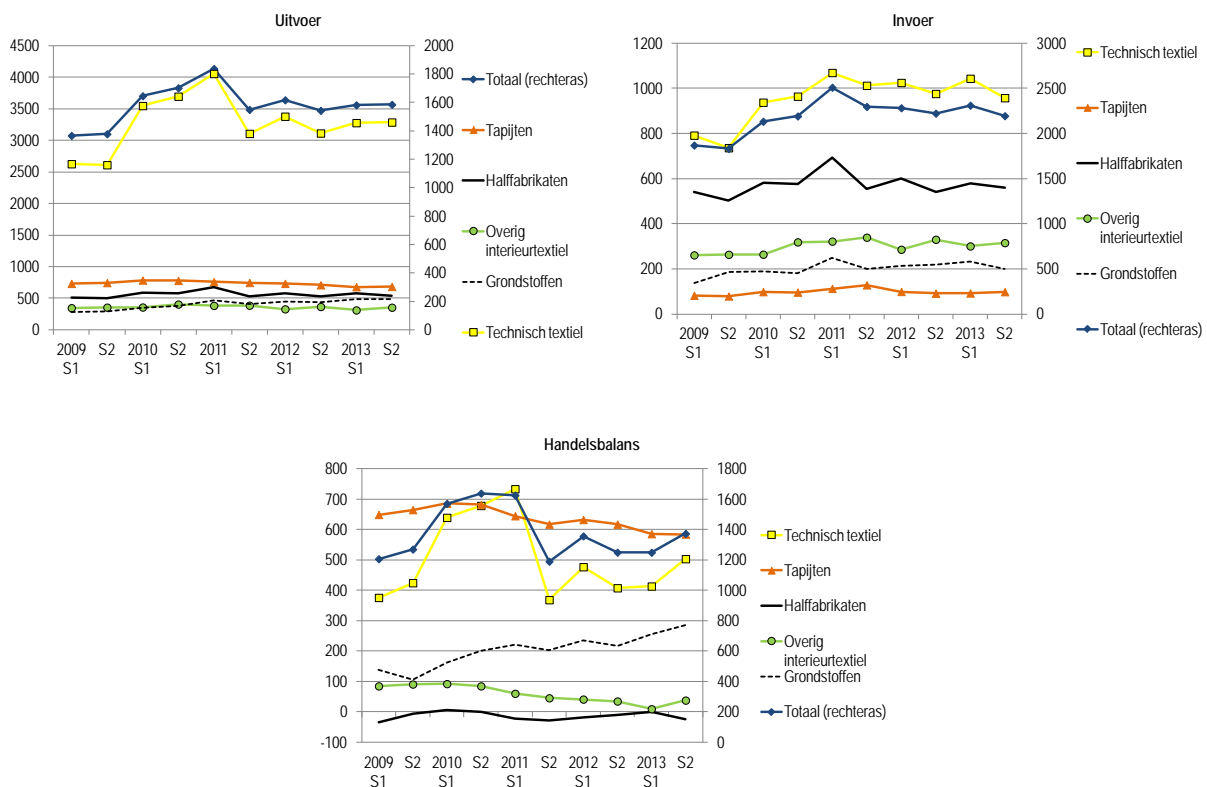 Uitvoer
4500
4000
3500
3000
2500
2000
1500
1000
500
0
2000
1800
1600
1400
1200
1000
800
600
400
200
0
2009 S2 2010 S2 2011 S2 2012 S2 2013 S2
S1 S1 S1 S1 S1
Totaal (rechteras)
Tapijten
Halffabrikaten
Overig
interieurtextiel
Grondstoffen
Technisch textiel
Invoer
1200
1000
800
600
400
200
0
3000
2500
2000
1500
1000
500
0
2009 S2 2010 S2 2011 S2 2012 S2 2013 S2
S1 S1 S1 S1 S1
Technisch textiel
Tapijten
Halffabrikaten
Overig
interieurtextiel
Grondstoffen
Totaal (rechteras)
Handelsbalans
800
700
600
500
400
300
200
100
0
-100
1800
1600
1400
1200
1000
800
600
400
200
0
2009 S2 2010 S2 2011 S2 2012 S2 2013 S2
S1 S1 S1 S1 S1
Technisch textiel
Tapijten
Halffabrikaten
Overig
interieurtextiel
Grondstoffen
Totaal (rechteras)